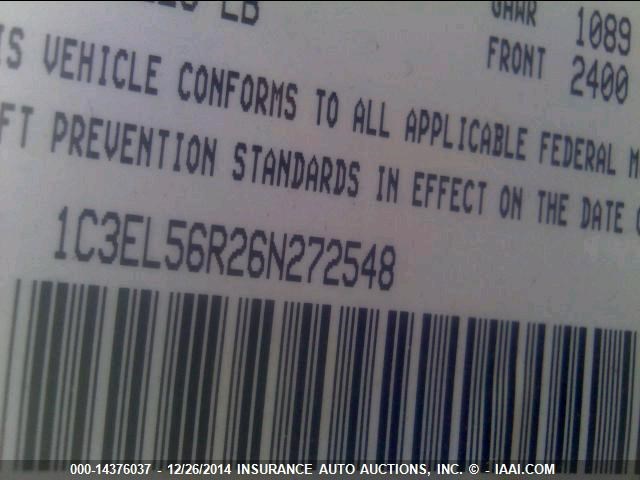 LB
GAWR 1089
FRONT 2400
IS VEHICLE CONFORMS TO ALL APPLICABLE FEDERAL M
FT PREVENTION STANDARDS IN EFFECT ON THE DATE
1C3EL56R26N272548
000-14376037 - 12/26/2014 INSURANCE AUTO AUCTIONS, INC. © - IAAI.COM